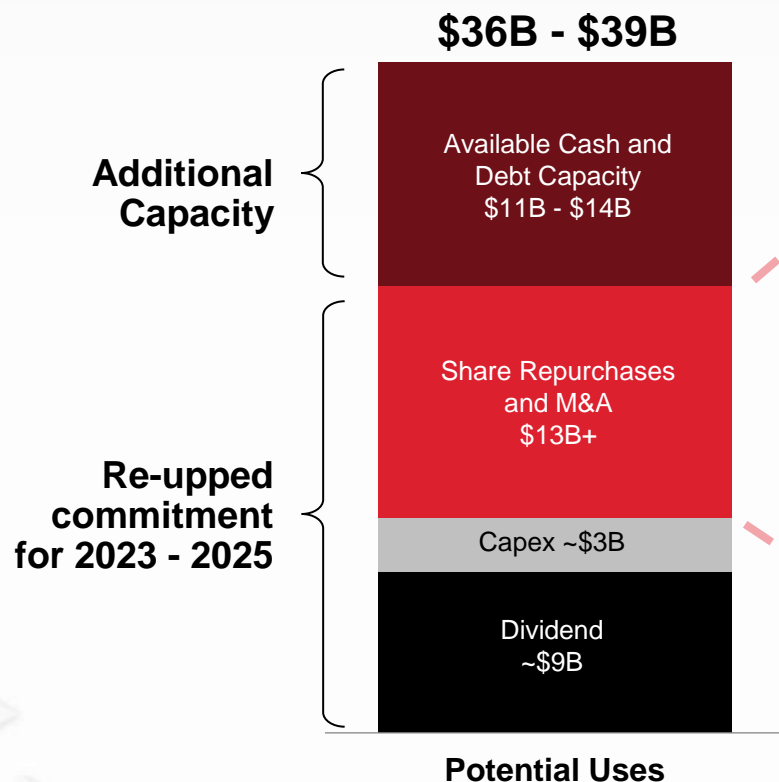 $36B - $39B
Additional
Capacity
Available Cash and
Debt Capacity
$11B - $14B
Re-upped
commitment
for 2023 - 2025
Share Repurchases
and M&A
$13B+
Capex ~$3B
Dividend
~$9B
Potential Uses